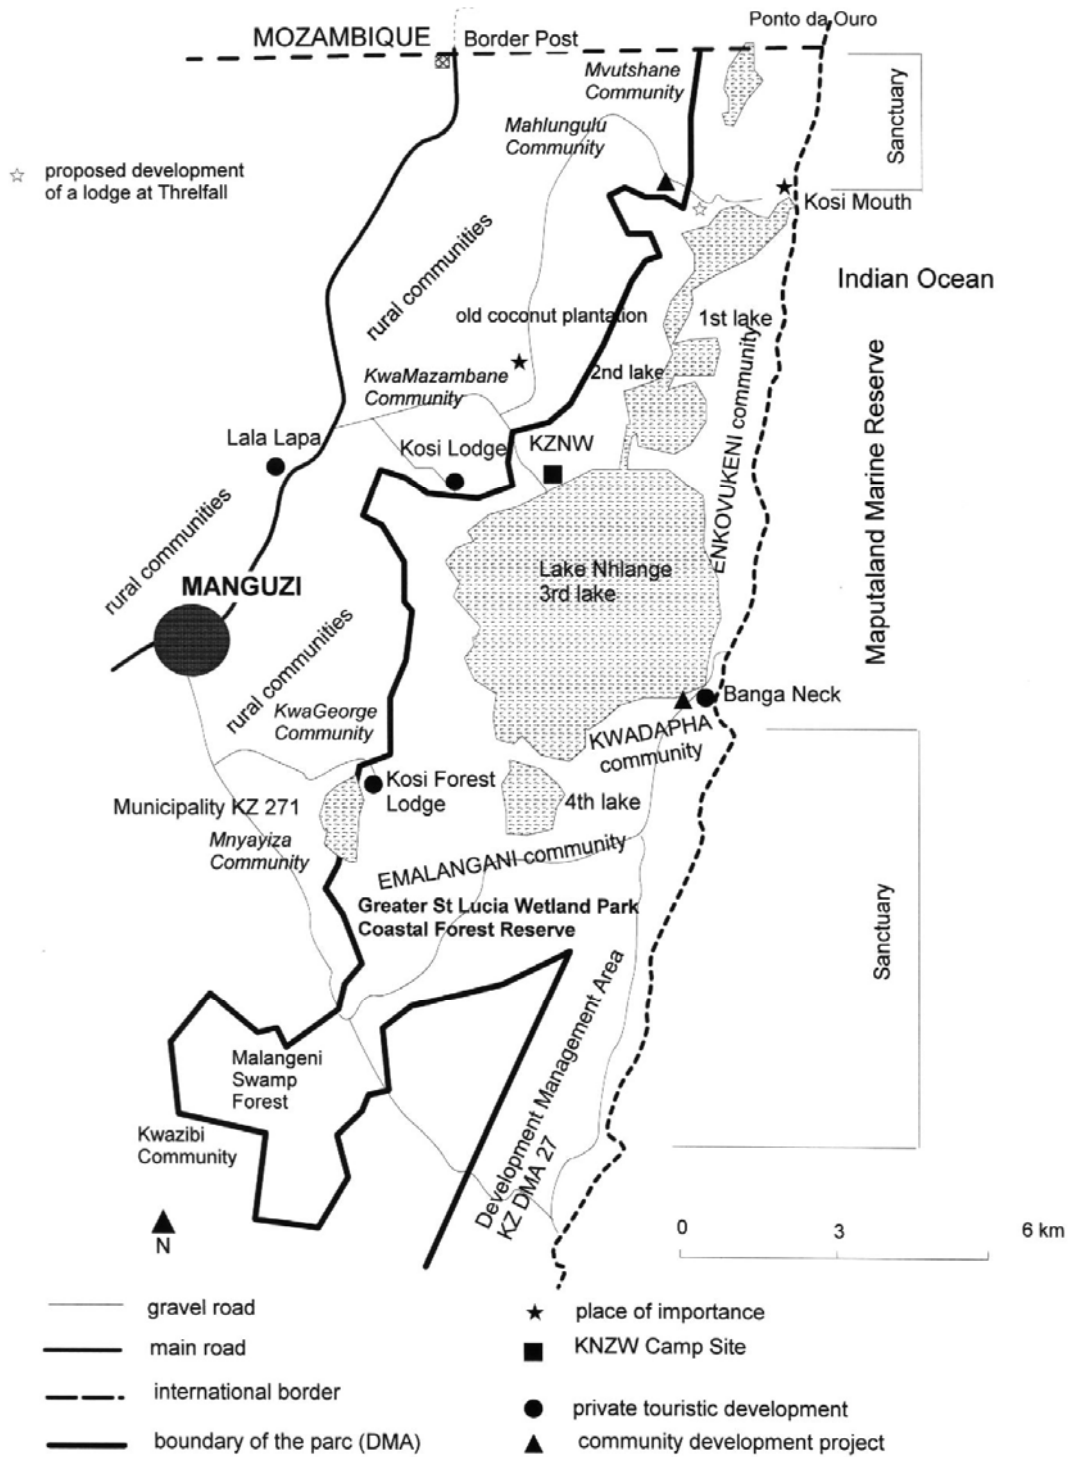 Ponto da Ouro
MOZAMBIQUE
Border Post
Mvutshane
Community
Sanctuary
Mahlungulu
Community
proposed development
of a lodge at Threlfall
Kosi Mouth
rural communities
Indian Ocean
old coconut plantation
1st lake
2nd lake
KwaMazambane
Community
ENKOVUKENI community
Maputaland Marine Reserve
Lala Lapa
Kosi Lodge
KZNW
rural communities
Lake Nhlange
3rd lake
MANGUZI
rural communities
KwaGeorge
Community
Banga Neck
KWADAPHA
community
Kosi Forest
Lodge
4th lake
Municipality KZ 271
Mnyayiza
Community
EMALANGANI community
Greater St Lucia Wetland Park
Coastal Forest Reserve
Sanctuary
Development Management Area
KZ DMA 27
Malangeni
Swamp
Forest
Kwazibi
Community
N
0 3 6 km
gravel road
main road
international border
boundary of the parc (DMA)
place of importance
KNZW Camp Site
private touristic development
community development project